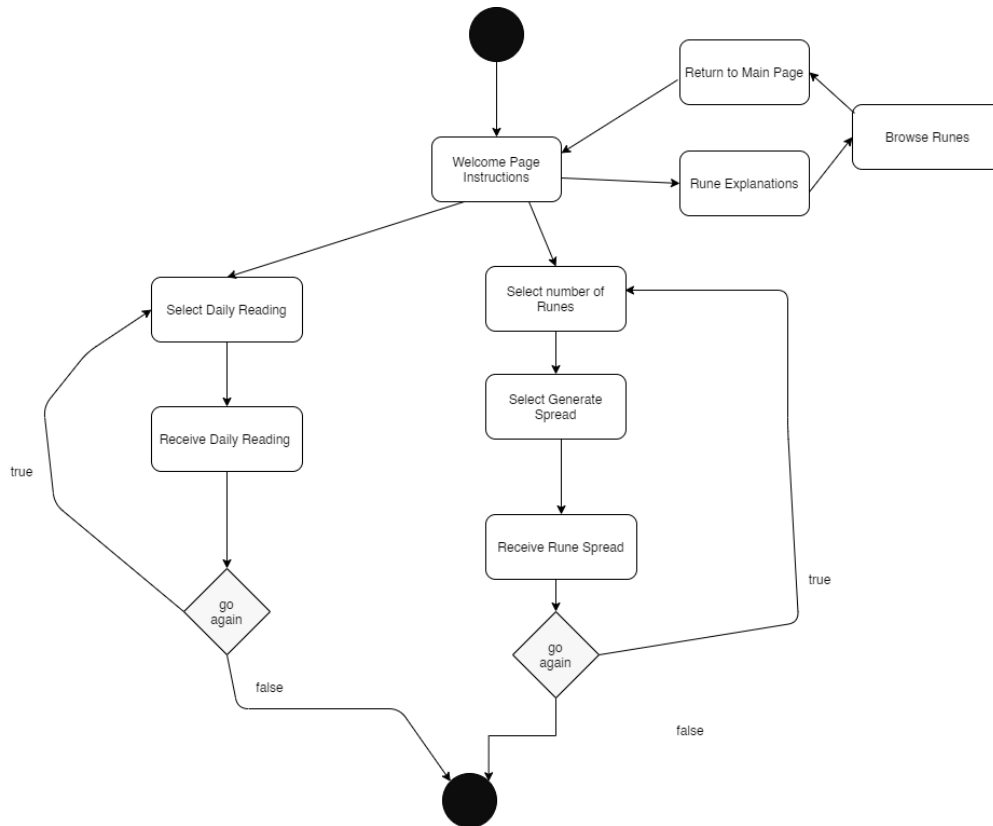 Return to Main Page
Browse Runes
Welcome Page
Instructions
Rune Explanations
Select Daily Reading
Select number of
Runes
Select Generate
Spread
Receive Daily Reading
true
Receive Rune Spread
go
again
true
go
again
false
false